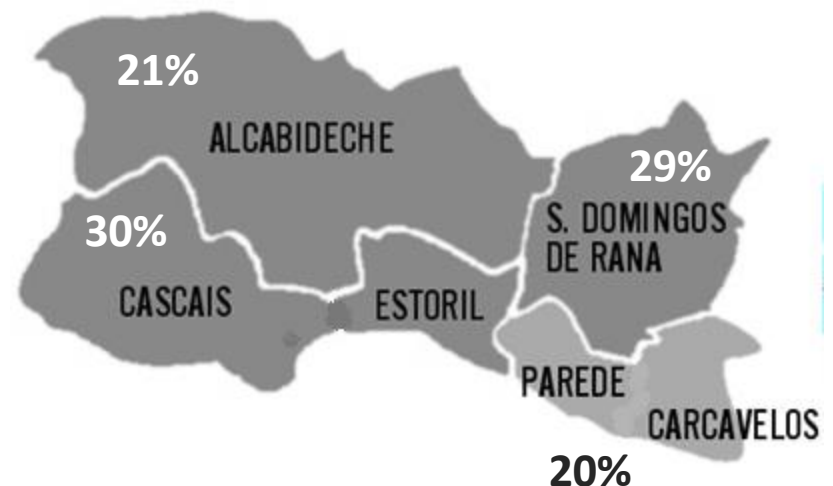 21%
ALCABIDECHE
29%
S. DOMINGOS
DE RANA
30%
CASCAIS
ESTORIL
PAREDE
CARCAVELOS
20%